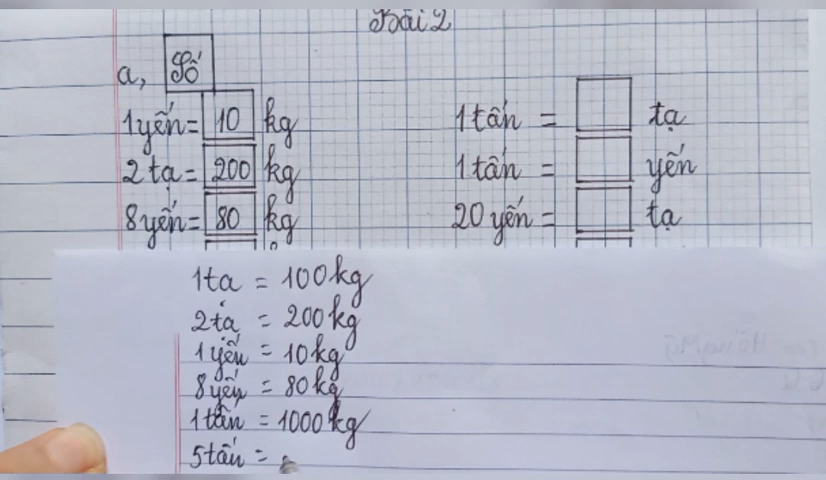 Bài 2
a, Số
1 yến = 10 kg 1 tấn = tạ
2 tạ = 200 kg 1 tấn = yến
8 yến = 80 kg 20 yến = tạ
1 tạ = 100 kg
2 tạ = 200 kg
1 yến = 10 kg
8 yến = 80 kg
1 tấn = 1000 kg
5 tấn =